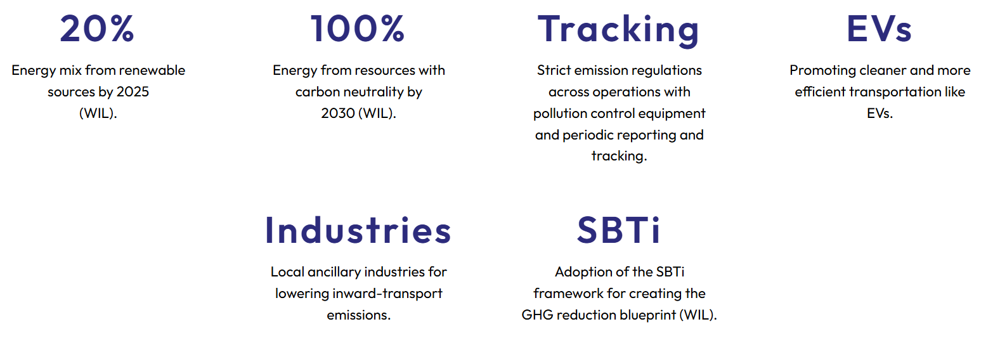 20%
Energy mix from renewable
sources by 2025
(WIL).
100%
Energy from resources with
carbon neutrality by
2030 (WIL).
Tracking
Strict emission regulations
across operations with
pollution control equipment
and periodic reporting and
tracking.
EVs
Promoting cleaner and more
efficient transportation like
EVs.
Industries
Local ancillary industries for
lowering inward-transport
emissions.
SBTi
Adoption of the SBTi
framework for creating the
GHG reduction blueprint (WIL).